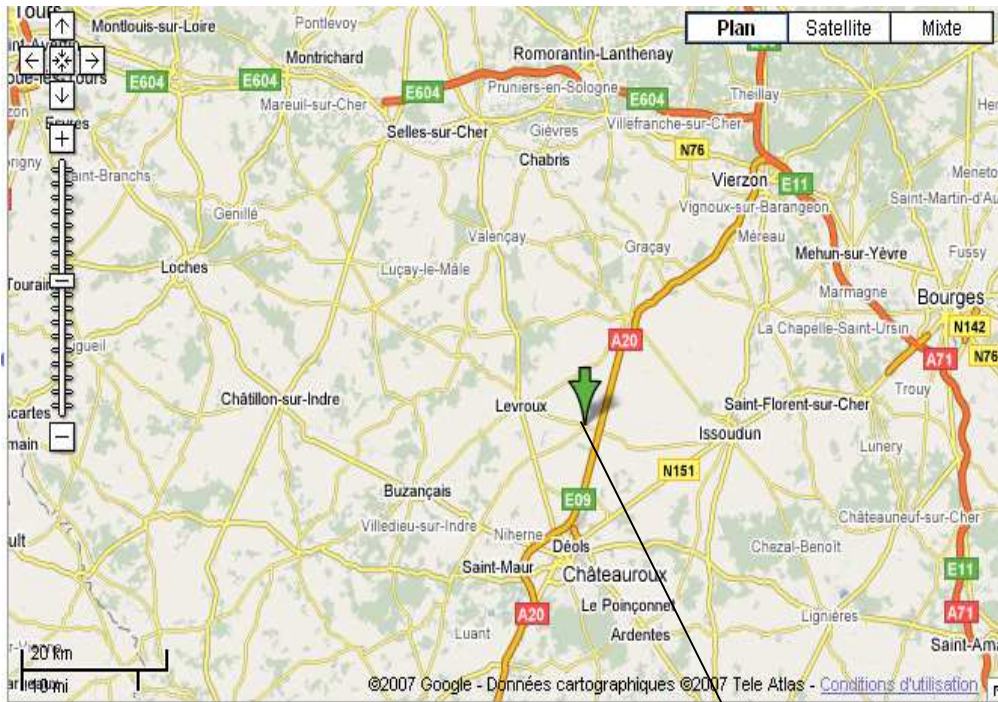 Tours
Montlouis-sur-Loire
Pontlevoy
Plan
Satellite
Mixte
Montrichard
Romorantin-Lanthenay
E604
E604
E604
E604
Pruniers-en-Sologne
Theillay
Mareuil-sur-Cher
Selles-sur-Cher
Gièvres
Villefranche-sur-Cher
Chabris
N76
Vierzon
E11
Vignoux-sur-Barangeon
Saint-Martin-d'Au
Genillé
Valençay
Graçay
Méreau
Mehun-sur-Yèvre
Fussy
Loches
Luçay-le-Mâle
Marmagne
Bourges
La Chapelle-Saint-Ursin
N142
A20
A71
N76
Châtillon-sur-Indre
Levroux
Saint-Florent-sur-Cher
Trouy
Issoudun
Lunery
N151
Buzançais
E09
Villedieu-sur-Indre
Niherne
Châteauneuf-sur-Cher
Déols
Chezal-Benoît
Saint-Maur
Châteauroux
E11
Le Poinçonnet
A20
Lignières
A71
Luant
Ardentes
Saint-Ama
20 km
10 mi
©2007 Google - Données cartographiques ©2007 Tele Atlas - Conditions d'utilisation